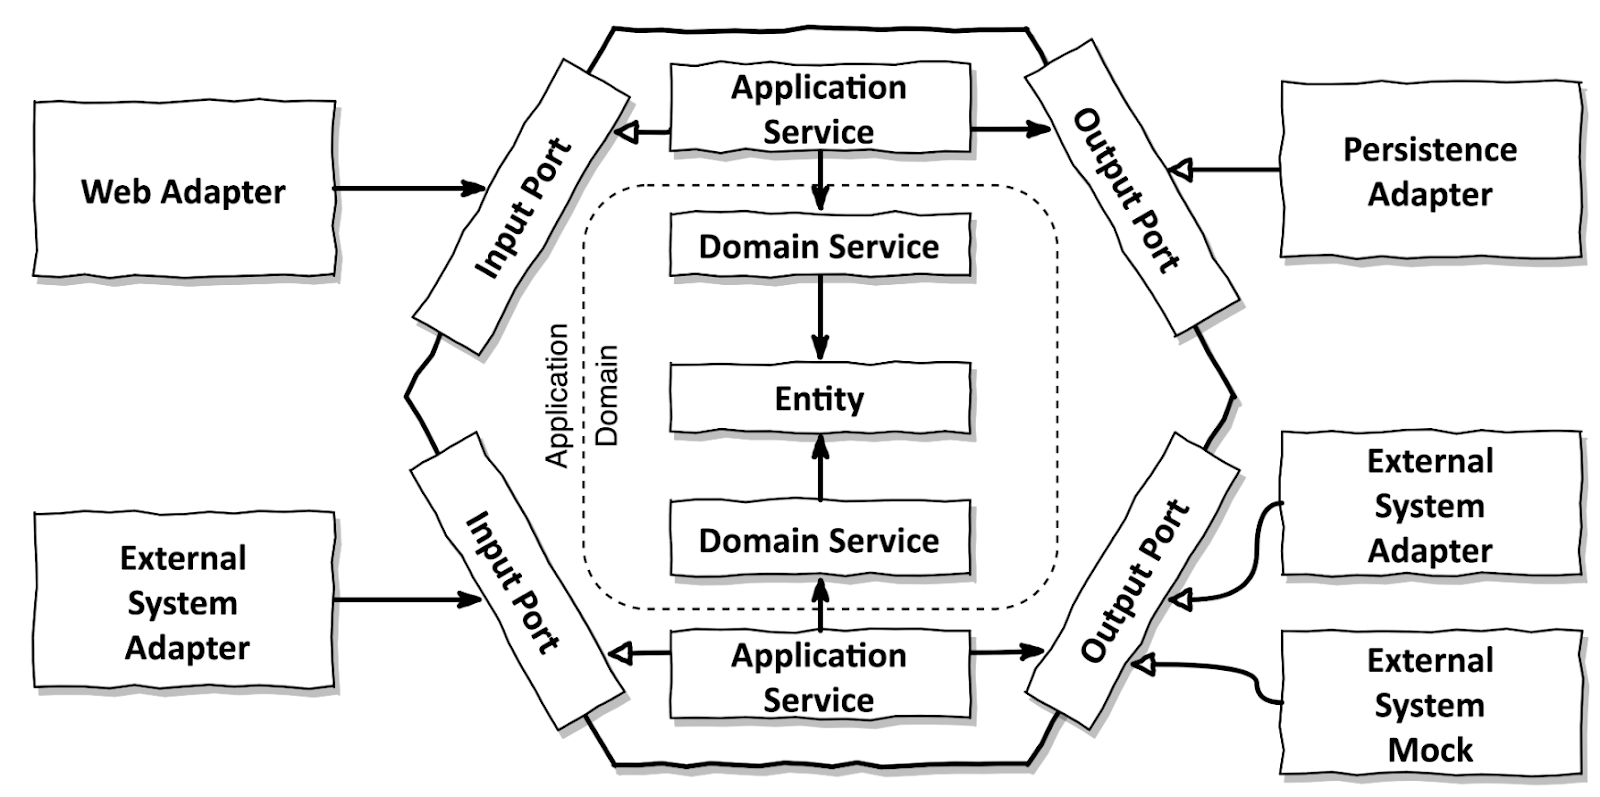 Web Adapter
Input Port
Application
Service
Output Port
Persistence
Adapter
Domain Service
Application
Domain
Entity
Domain Service
External
System
Adapter
Input Port
Application
Service
Output Port
External
System
Adapter
External
System
Mock